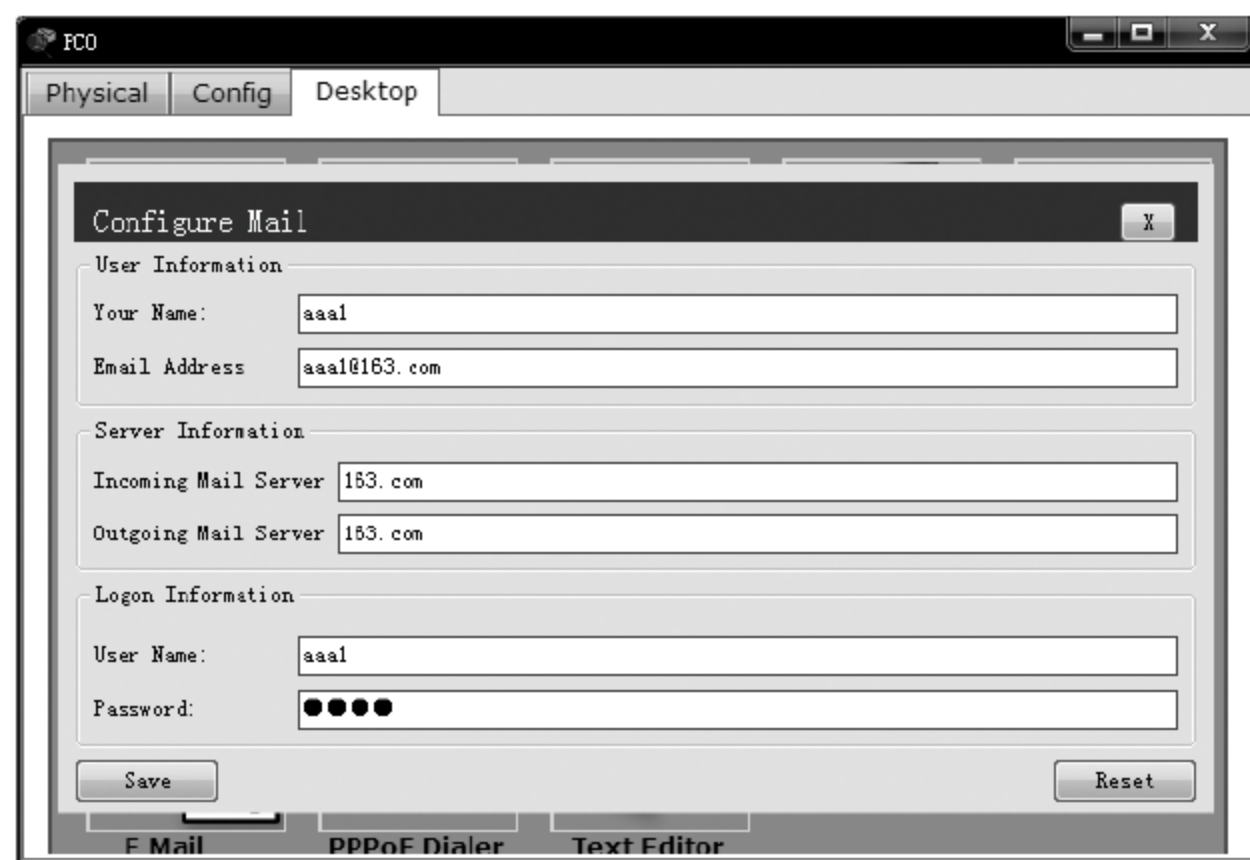 PC0
X
Physical Config Desktop
Configure Mail
X
User Information
Your Name: aaa1
Email Address aaa1@163.com
Server Information
Incoming Mail Server 163.com
Outgoing Mail Server 163.com
Logon Information
User Name: aaa1
Password: ●●●●
Save Reset
E Mail PPPoE Dialer Text Editor